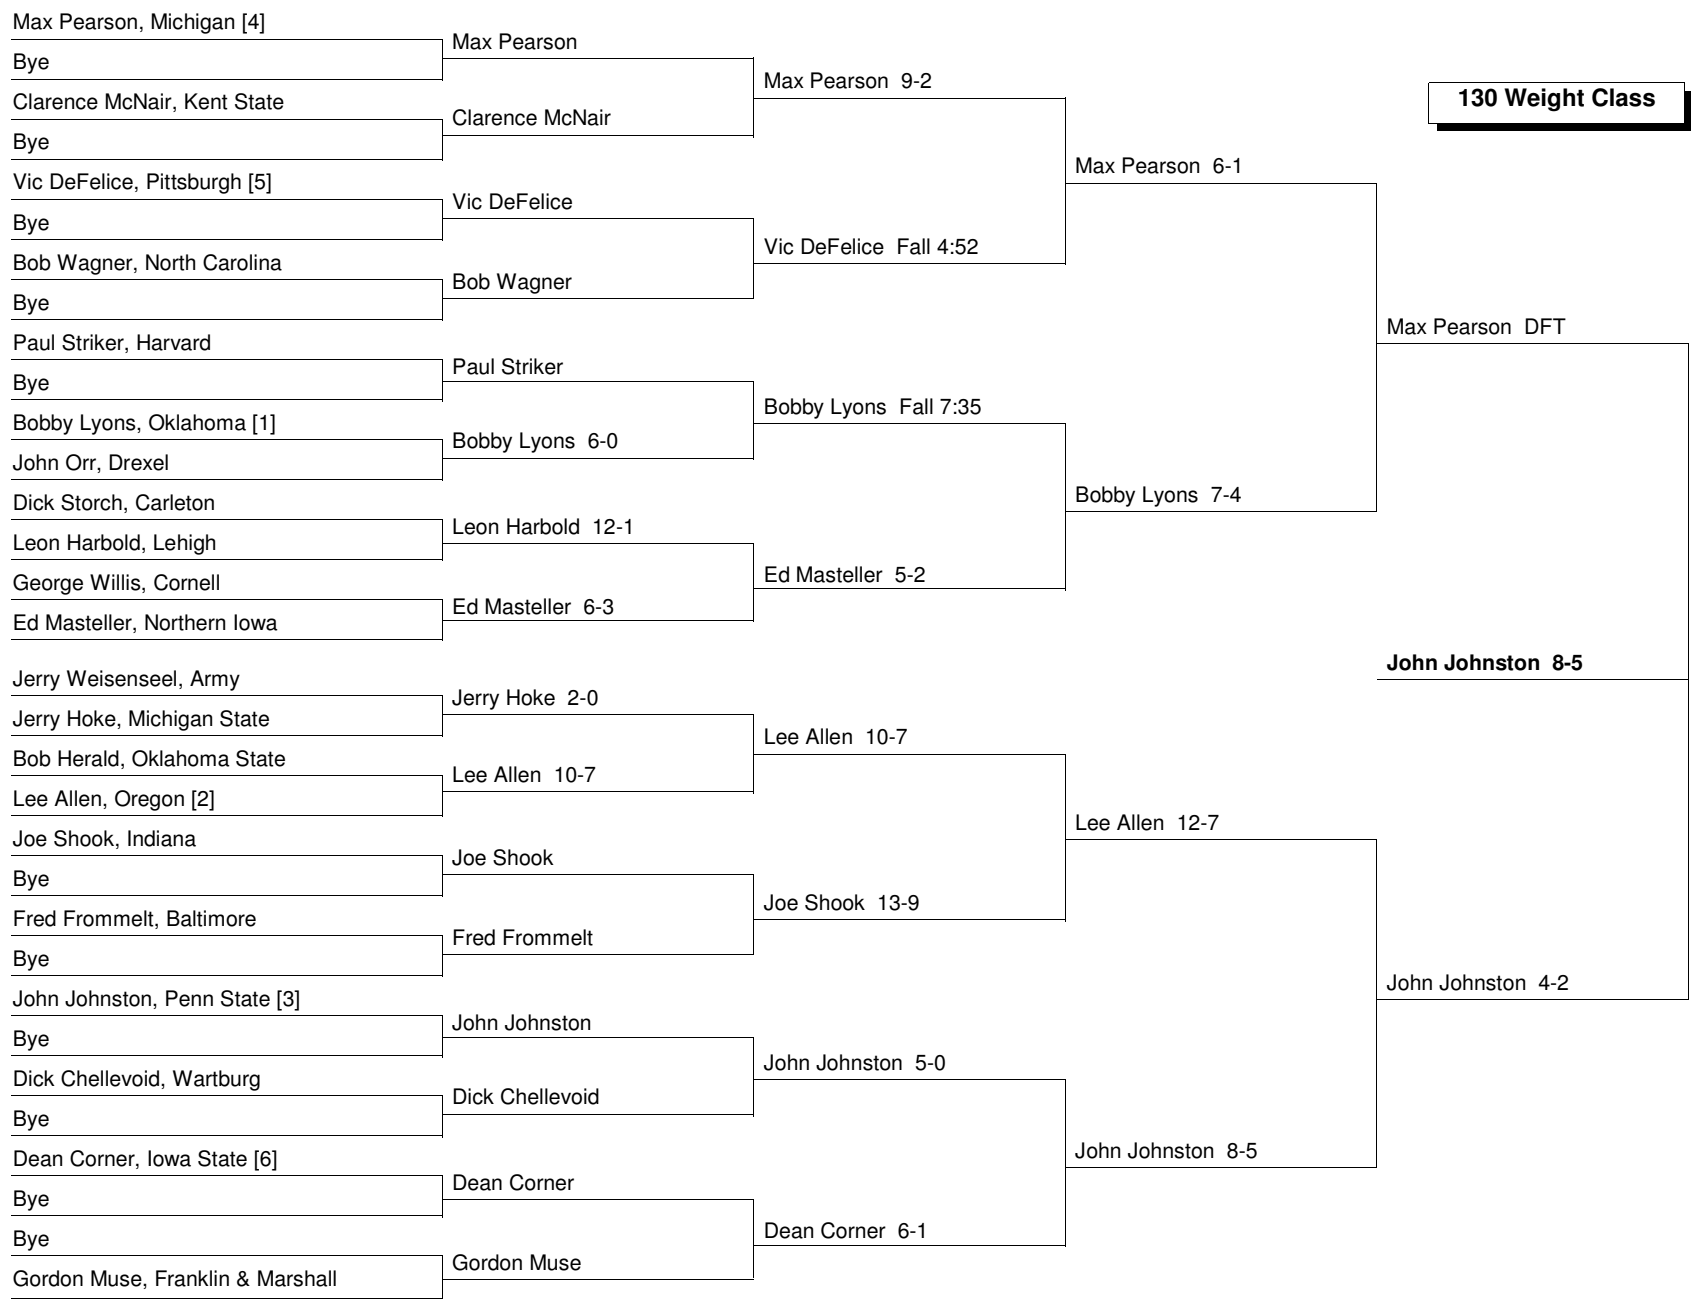 Max Pearson, Michigan [4]
Bye
Clarence McNair, Kent State
Bye
Vic DeFelice, Pittsburgh [5]
Bye
Bob Wagner, North Carolina
Bye
Paul Striker, Harvard
Bye
Bobby Lyons, Oklahoma [1]
John Orr, Drexel
Dick Storch, Carleton
Leon Harbold, Lehigh
George Willis, Cornell
Ed Masteller, Northern Iowa
Jerry Weisenseel, Army
Jerry Hoke, Michigan State
Bob Herald, Oklahoma State
Lee Allen, Oregon [2]
Joe Shook, Indiana
Bye
Fred Frommelt, Baltimore
Bye
John Johnston, Penn State [3]
Bye
Dick Chellevoid, Wartburg
Bye
Dean Corner, Iowa State [6]
Bye
Bye
Gordon Muse, Franklin & Marshall
Max Pearson
Clarence McNair
Vic DeFelice
Bob Wagner
Paul Striker
Bobby Lyons 6-0
Leon Harbold 12-1
Ed Masteller 6-3
Jerry Hoke 2-0
Lee Allen 10-7
Joe Shook
Fred Frommelt
John Johnston
Dick Chellevoid
Dean Corner
Gordon Muse
Max Pearson 9-2
Vic DeFelice Fall 4:52
Bobby Lyons Fall 7:35
Ed Masteller 5-2
Lee Allen 10-7
Joe Shook 13-9
John Johnston 5-0
Dean Corner 6-1
Max Pearson 6-1
Bobby Lyons 7-4
Lee Allen 12-7
John Johnston 8-5
130 Weight Class
Max Pearson DFT
John Johnston 8-5
John Johnston 4-2